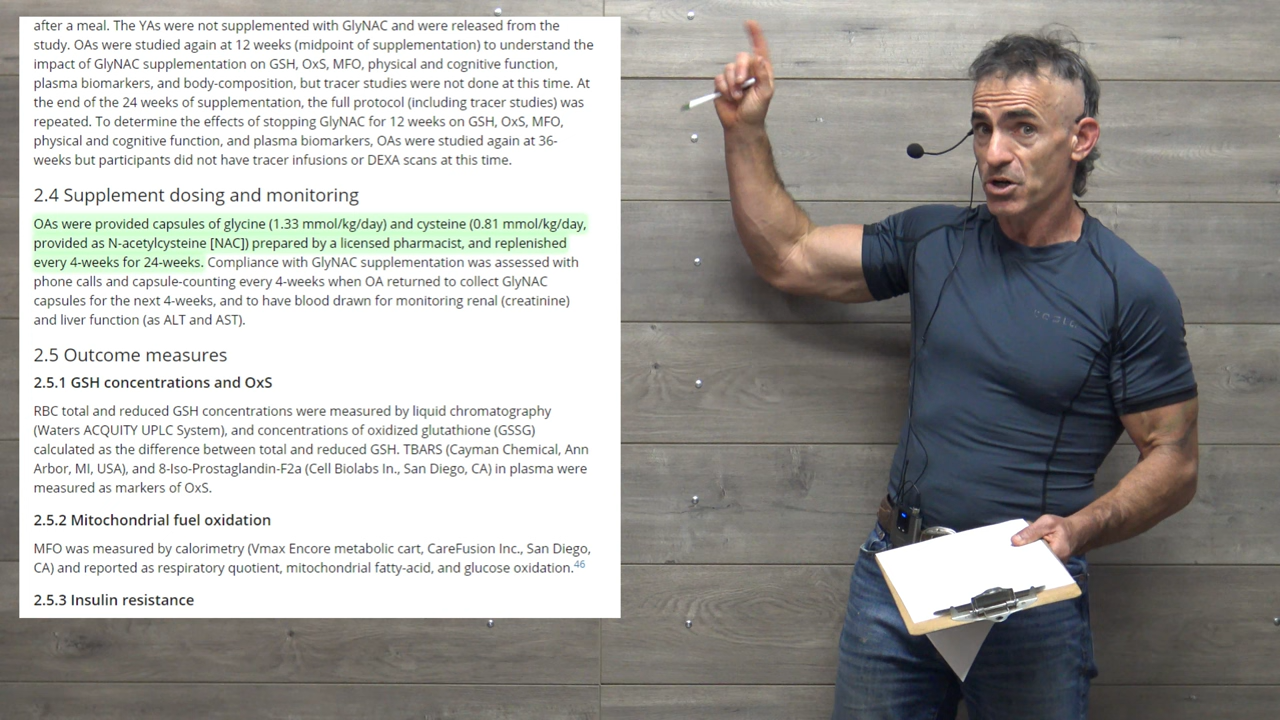 after a meal. The YAs were not supplemented with GlyNAC and were released from the
study. OAs were studied again at 12 weeks (midpoint of supplementation) to understand the
impact of GlyNAC supplementation on GSH, OxS, MFO, physical and cognitive function,
plasma biomarkers, and body-composition, but tracer studies were not done at this time. At
the end of the 24 weeks of supplementation, the full protocol (including tracer studies) was
repeated. To determine the effects of stopping GlyNAC for 12 weeks on GSH, OxS, MFO,
physical and cognitive function, and plasma biomarkers, OAs were studied again at 36-
weeks but participants did not have tracer infusions or DEXA scans at this time.
2.4 Supplement dosing and monitoring
OAs were provided capsules of glycine (1.33 mmol/kg/day) and cysteine (0.81 mmol/kg/day,
provided as N-acetylcysteine [NAC]) prepared by a licensed pharmacist, and replenished
every 4-weeks for 24-weeks. Compliance with GlyNAC supplementation was assessed with
phone calls and capsule-counting every 4-weeks when OA returned to collect GlyNAC
capsules for the next 4-weeks, and to have blood drawn for monitoring renal (creatinine)
and liver function (as ALT and AST).
2.5 Outcome measures
2.5.1 GSH concentrations and OxS
RBC total and reduced GSH concentrations were measured by liquid chromatography
(Waters ACQUITY UPLC System), and concentrations of oxidized glutathione (GSSG)
calculated as the difference between total and reduced GSH. TBARS (Cayman Chemical, Ann
Arbor, MI, USA), and 8-Iso-Prostaglandin-F2a (Cell Biolabs In., San Diego, CA) in plasma were
measured as markers of OxS.
2.5.2 Mitochondrial fuel oxidation
MFO was measured by calorimetry (Vmax Encore metabolic cart, CareFusion Inc., San Diego,
CA) and reported as respiratory quotient, mitochondrial fatty-acid, and glucose oxidation.46
2.5.3 Insulin resistance